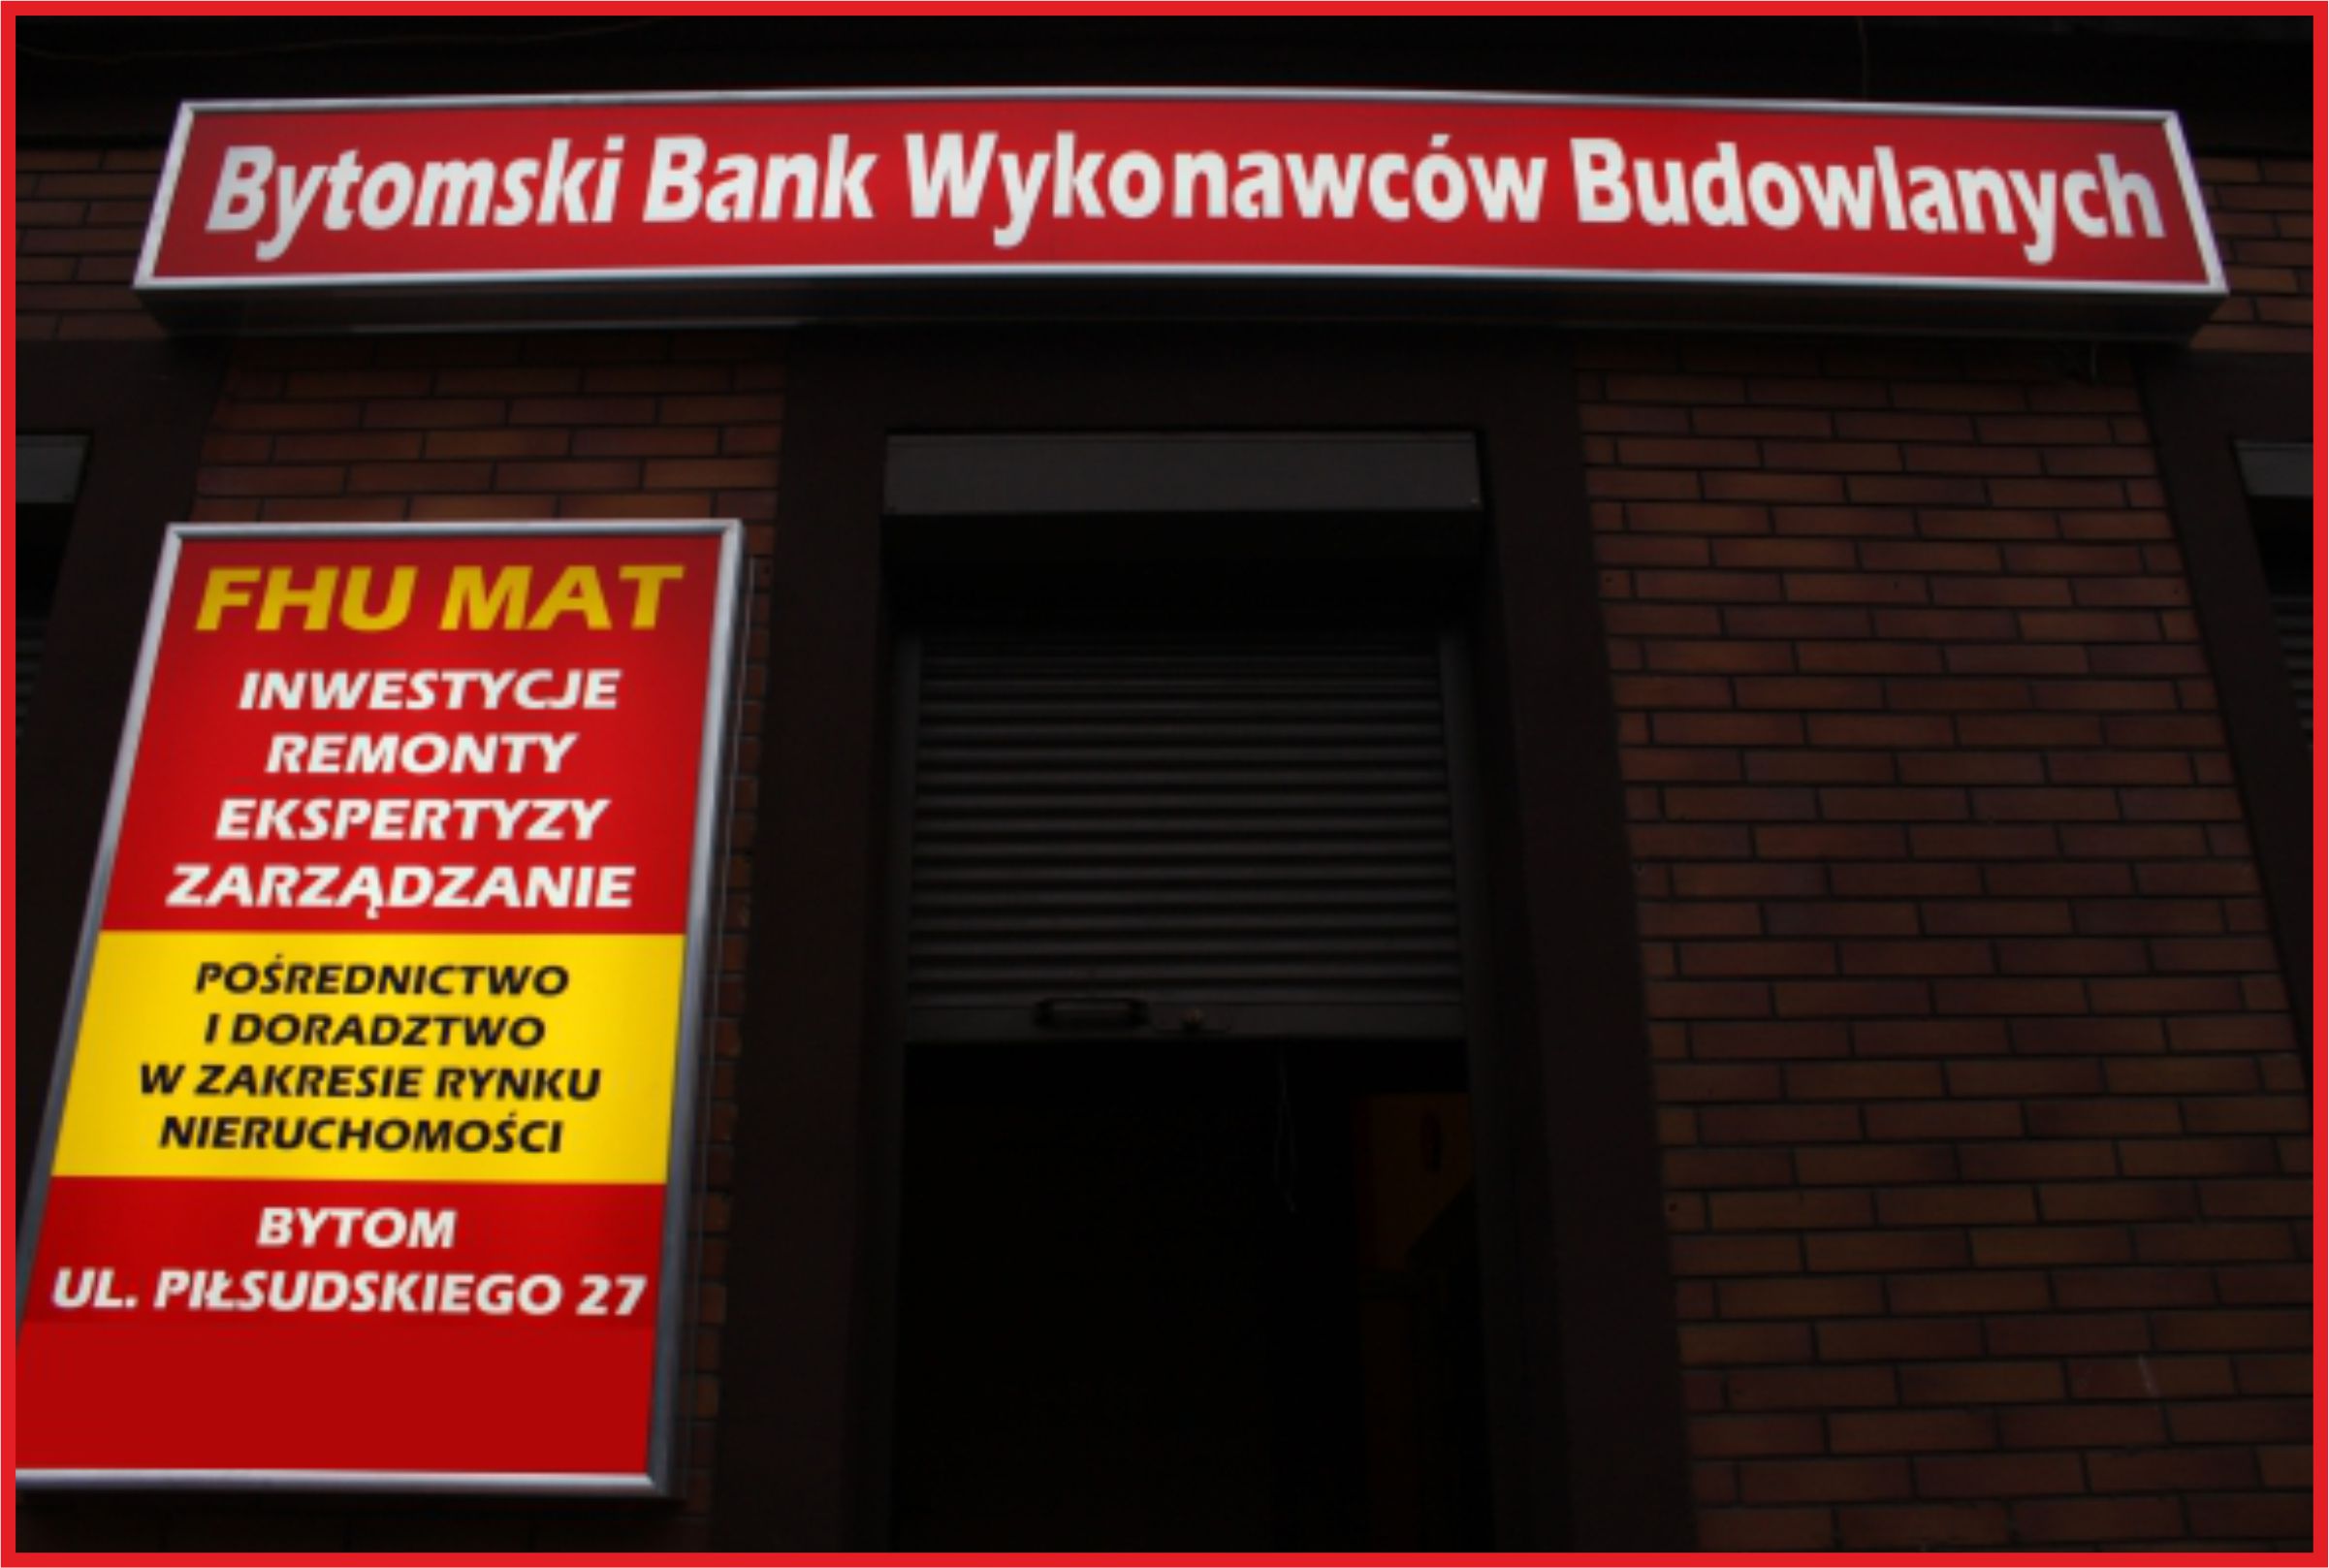 Bytomski Bank Wykonawców Budowlanych
FHU MAT
INWESTYCJE
REMONTY
EKSPERTYZY
ZARZĄDZANIE
POŚREDNICTWO
I DORADZTWO
W ZAKRESIE RYNKU
NIERUCHOMOŚCI
BYTOM
UL. PIŁSUDSKIEGO 27